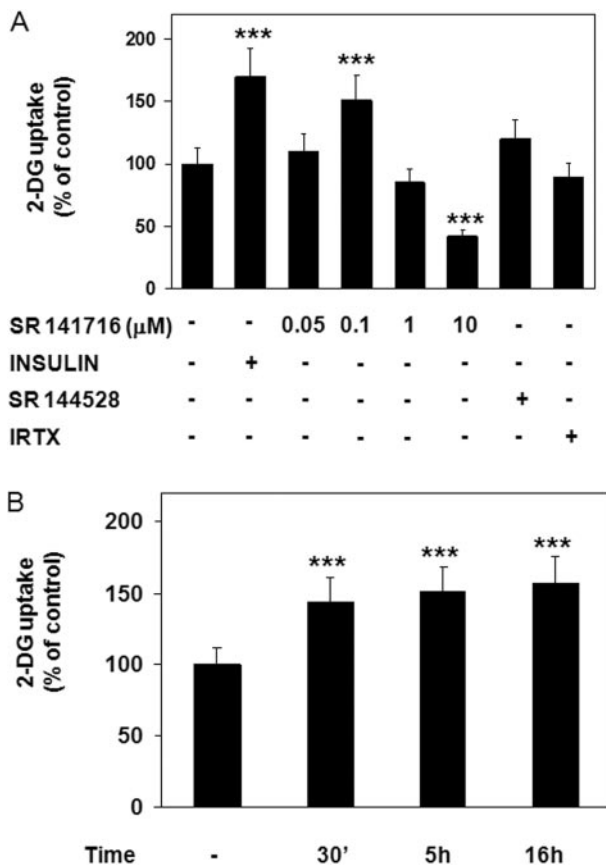 A
2-DG uptake
(% of control)
200
150
100
50
0
*** *** ***
SR 141716 (μM) - - 0.05 0.1 1 10 - -
INSULIN - + - - - - - -
SR 144528 - - - - - - + -
IRTX - - - - - - - +
B
2-DG uptake
(% of control)
200
150
100
50
0
*** *** ***
Time - 30' 5h 16h